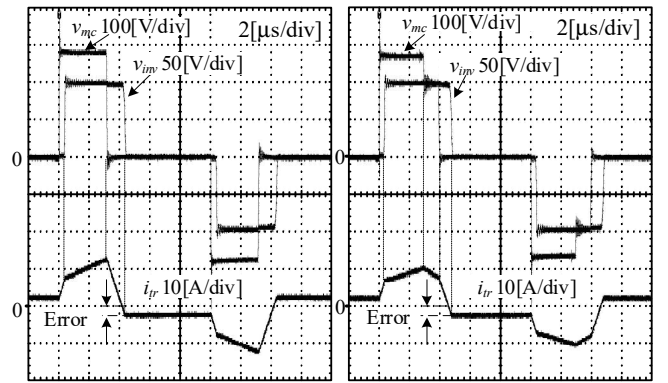 v_mc 100[V/div]
2[μs/div]
v_inv 50[V/div]
0
0
i_tr 10[A/div]
Error
v_mc 100[V/div]
2[μs/div]
v_inv 50[V/div]
0
0
i_tr 10[A/div]
Error